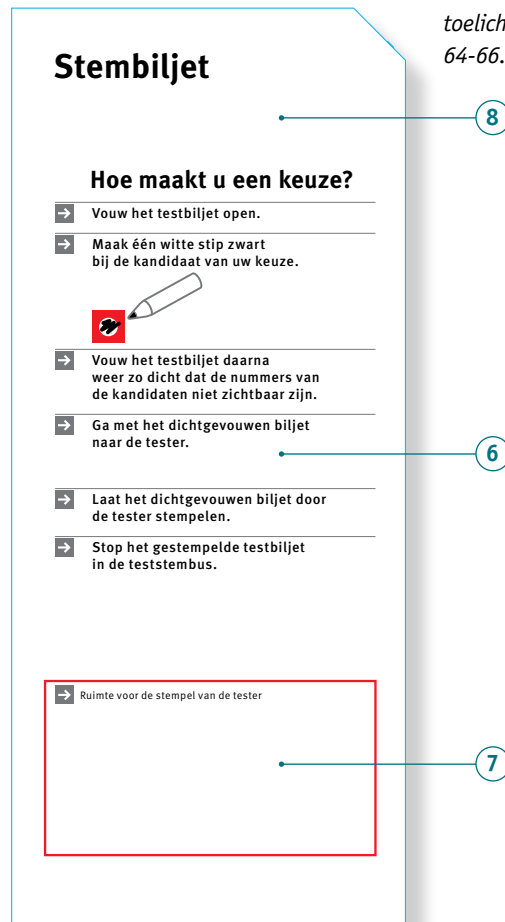 toelich
64-66.
Stembiljet
8
Hoe maakt u een keuze?
Vouw het testbiljet open.
Maak één witte stip zwart
bij de kandidaat van uw keuze.
Vouw het testbiljet daarna
weer zo dicht dat de nummers van
de kandidaten niet zichtbaar zijn.
Ga met het dichtgevouwen biljet
naar de tester.
6
Laat het dichtgevouwen biljet door
de tester stempelen.
Stop het gestempelde testbiljet
in de teststembus.
Ruimte voor de stempel van de tester
7